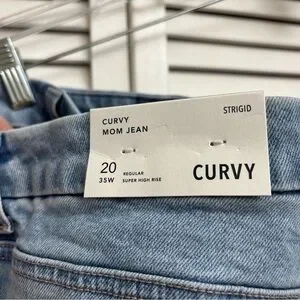 CURVY
MOM JEAN
STRIGID
20
35W
REGULAR
SUPER HIGH RISE
CURVY